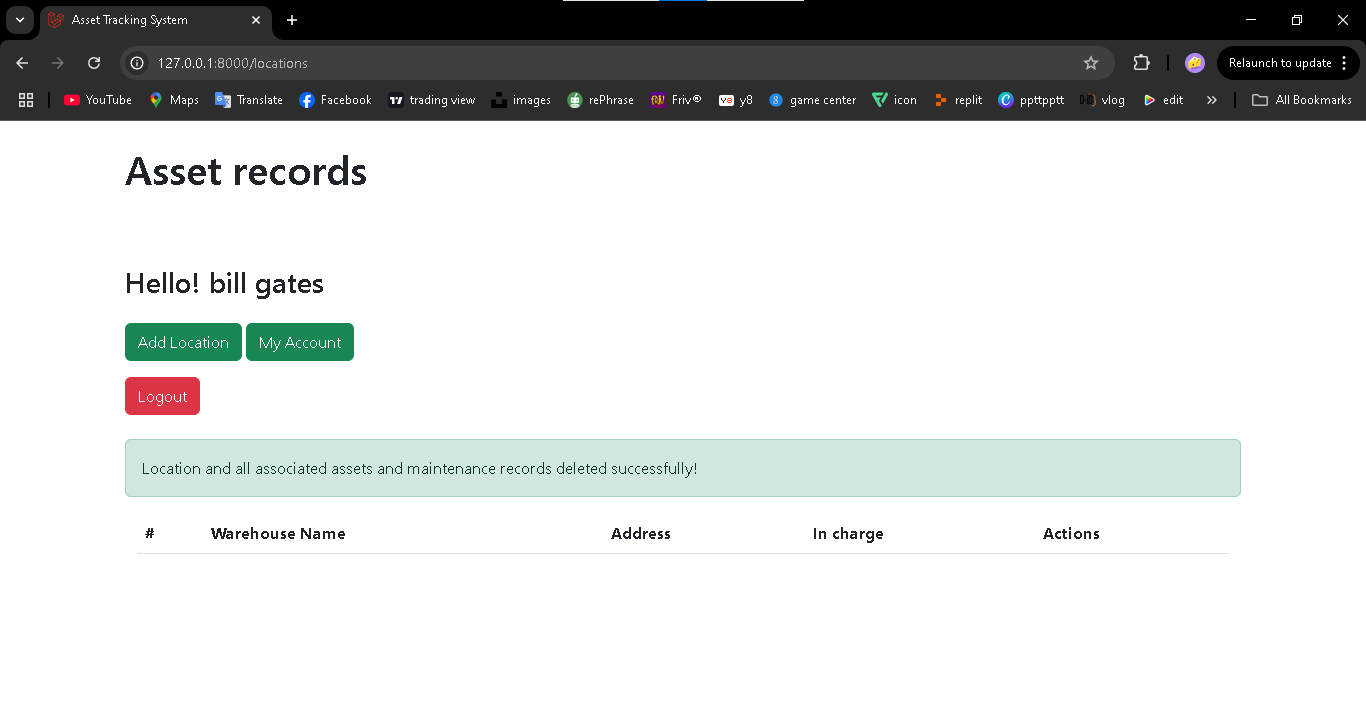 Asset Tracking System
127.0.0.1:8000/locations
Relaunch to update
YouTube Maps Translate Facebook trading view images rePhrase Friv® y8 game center icon replit ppttpptt vlog edit » All Bookmarks
Asset records
Hello! bill gates
Add Location My Account
Logout
Location and all associated assets and maintenance records deleted successfully!
# Warehouse Name Address In charge Actions